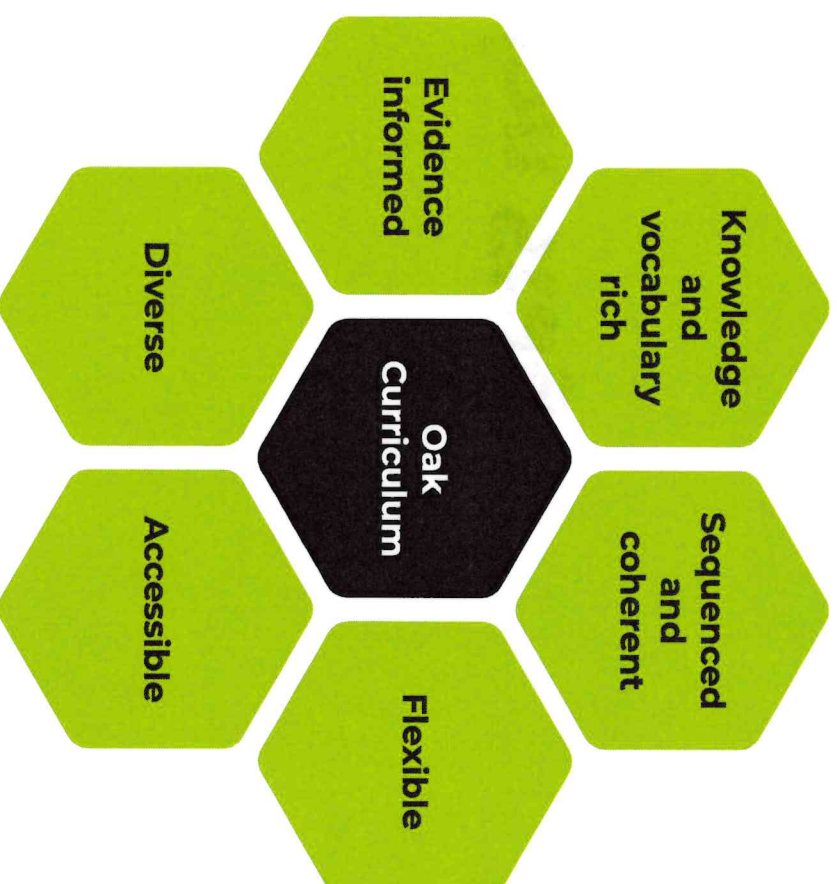 Knowledge
and
vocabulary
rich
Sequenced
and
coherent
Evidence
informed
Oak
Curriculum
Flexible
Diverse
Accessible